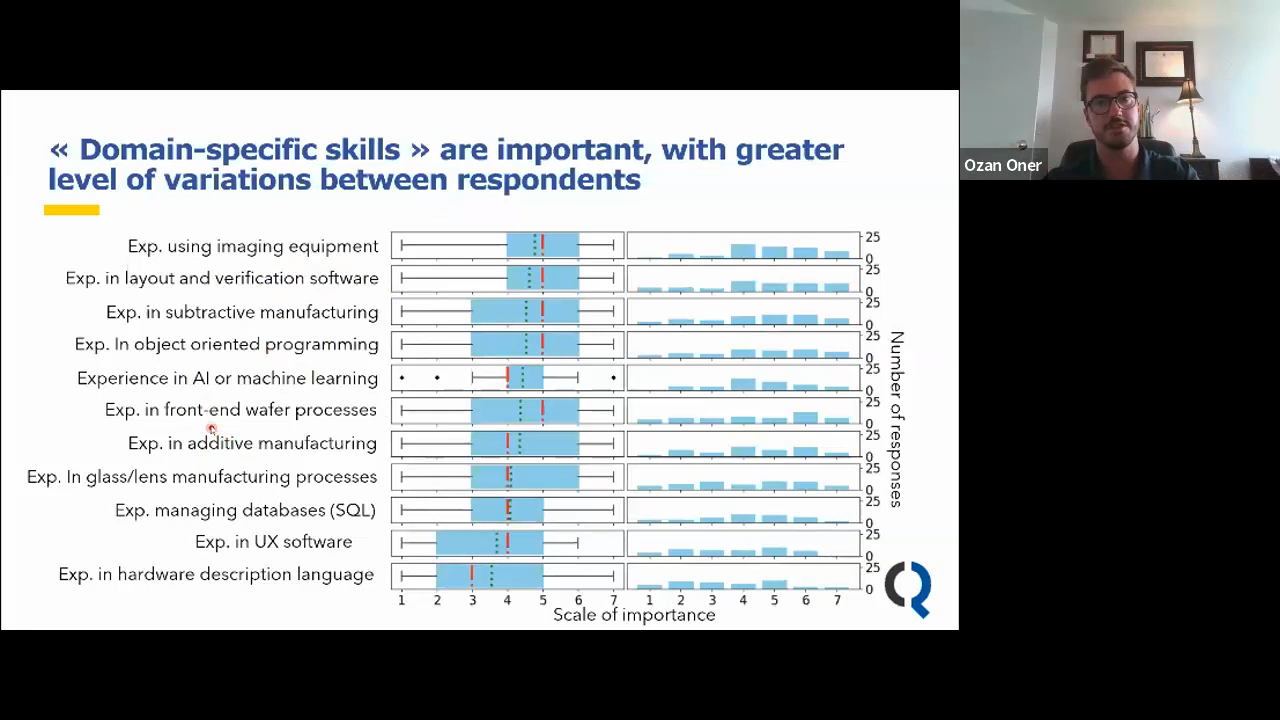 Ozan Oner
« Domain-specific skills » are important, with greater
level of variations between respondents
Exp. using imaging equipment
Exp. in layout and verification software
Exp. in subtractive manufacturing
Exp. In object oriented programming
Experience in AI or machine learning
Exp. in front-end wafer processes
Exp. in additive manufacturing
Exp. In glass/lens manufacturing processes
Exp. managing databases (SQL)
Exp. in UX software
Exp. in hardware description language
25
0
25
0
25
0
25
0
25
0
25
0
25
0
25
0
25
0
25
0
25
0
Number of responses
1 2 3 4 5 6 7
1 2 3 4 5 6 7
Scale of importance